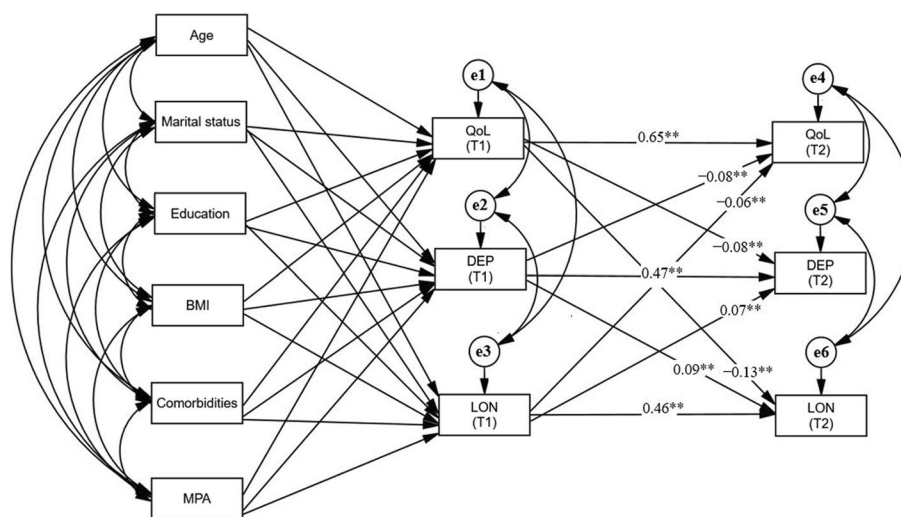 Age
Marital status
Education
BMI
Comorbidities
MPA
e1
QoL
(T1)
e2
DEP
(T1)
e3
LON
(T1)
0.65**
−0.08**
−0.06**
−0.08**
0.47**
0.07**
0.09**
−0.13**
0.46**
e4
QoL
(T2)
e5
DEP
(T2)
e6
LON
(T2)